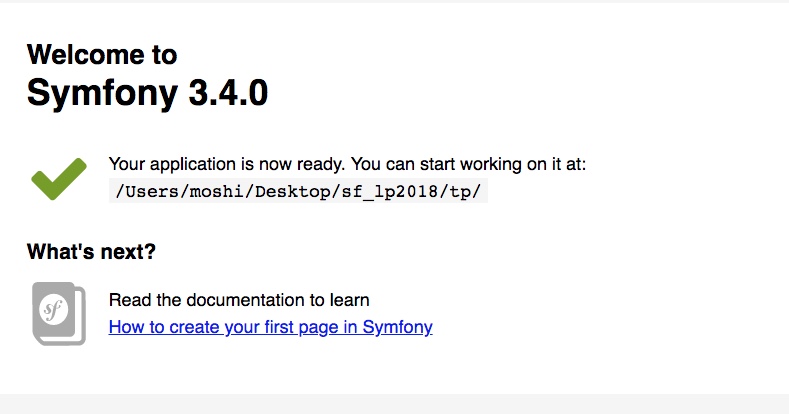 Welcome to
Symfony 3.4.0
Your application is now ready. You can start working on it at:
/Users/moshi/Desktop/sf_lp2018/tp/
What's next?
sf
Read the documentation to learn
How to create your first page in Symfony